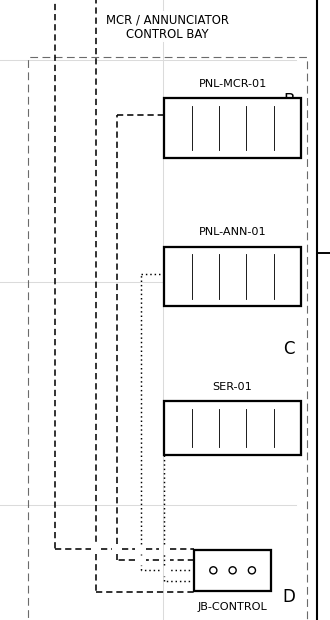 MCR / ANNUNCIATOR
CONTROL BAY
PNL-MCR-01
PNL-ANN-01
C
SER-01
D
JB-CONTROL